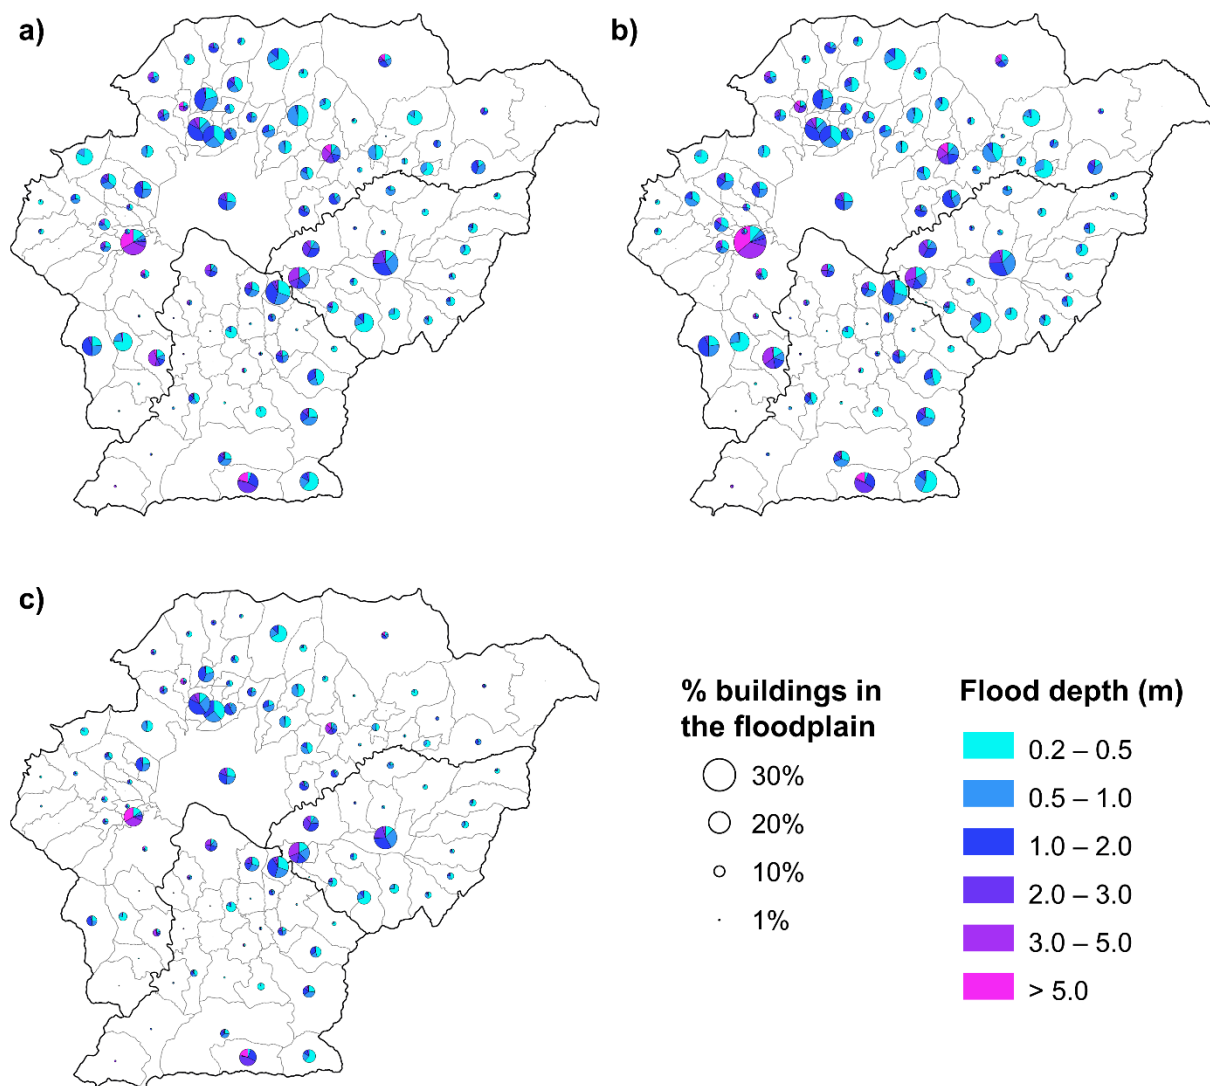 a)
b)
c)
% buildings in
the floodplain
30%
20%
10%
1%
Flood depth (m)
0.2 – 0.5
0.5 – 1.0
1.0 – 2.0
2.0 – 3.0
3.0 – 5.0
> 5.0